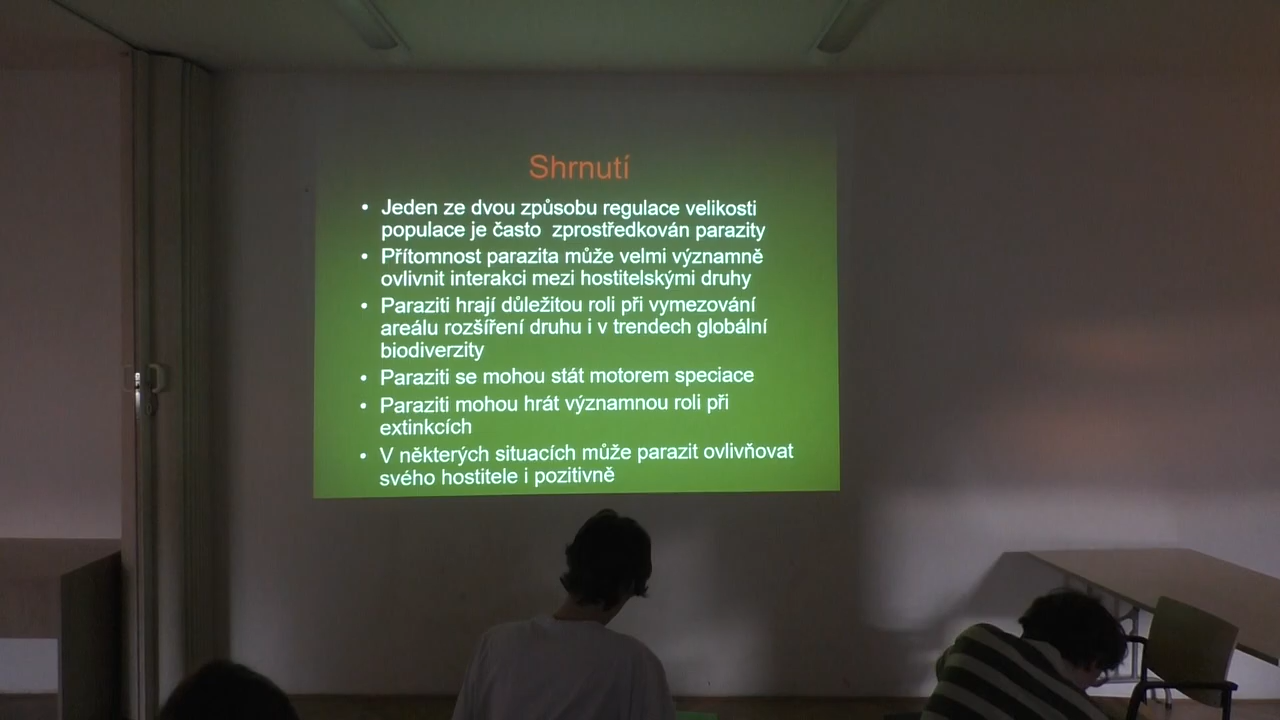 Shrnutí
• Jeden ze dvou způsobu regulace velikosti
populace je často  zprostředkován parazity
• Přítomnost parazita může velmi významně
ovlivnit interakci mezi hostitelskými druhy
• Paraziti hrají důležitou roli při vymezování
areálu rozšíření druhu i v trendech globální
biodiverzity
• Paraziti se mohou stát motorem speciace
• Paraziti mohou hrát významnou roli při
extinkcích
• V některých situacích může parazit ovlivňovat
svého hostitele i pozitivně